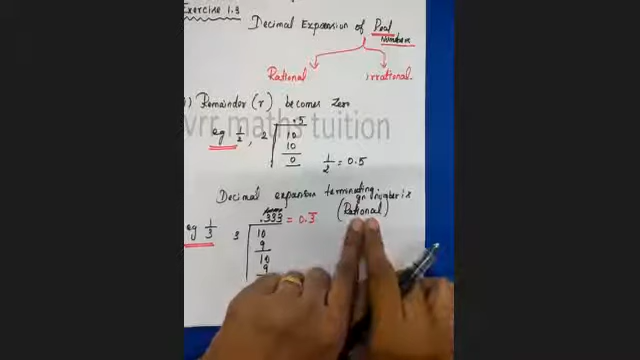 Exercise 1.3
Decimal Expansion of Real
Numbers
Rational irrational
i) Remainder (r) becomes zero
vrr maths tuition
eg 1/2, 2 .5
10
10
0
1/2 = 0.5
Decimal expansion terminating.
number is
(Rational)
eg 1/3 3 .333 = 0.3̅
10
9
10
9